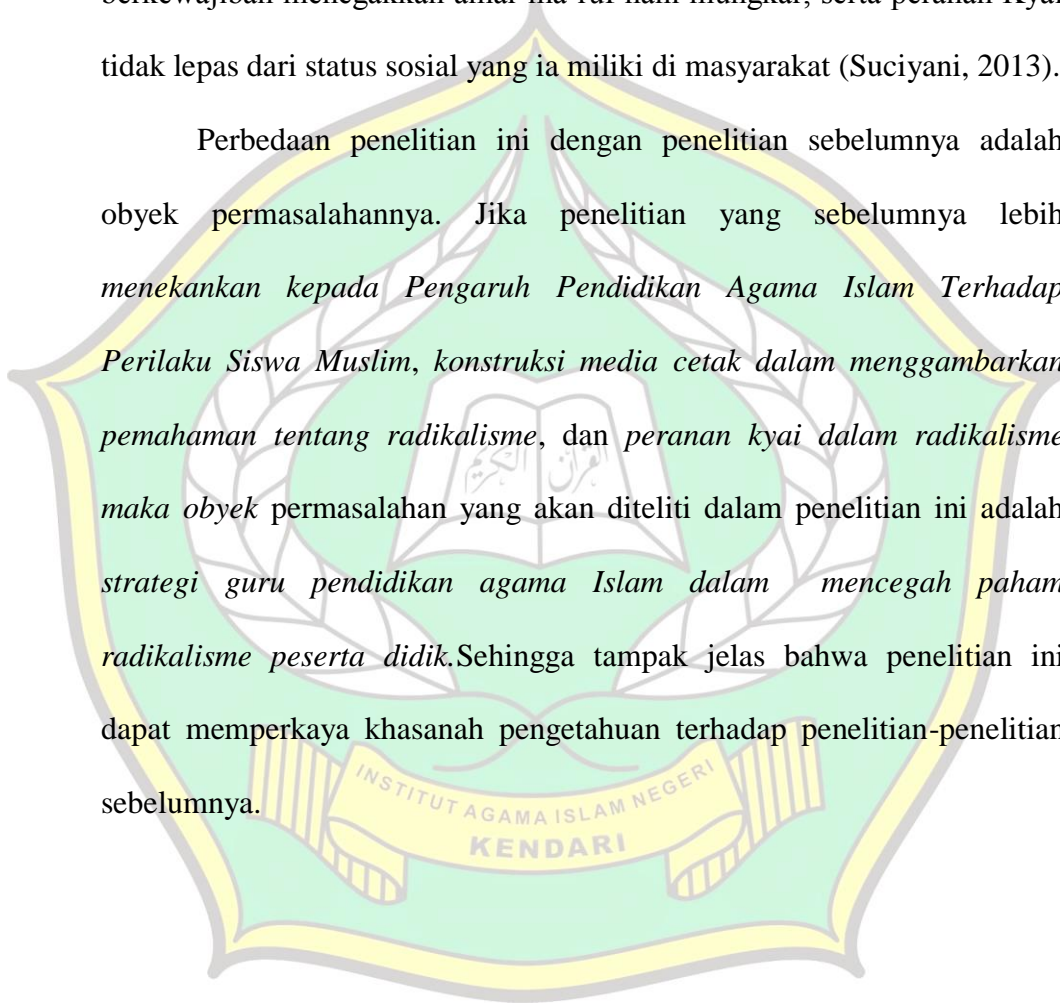 berkewajiban menegakkan amar ma'ruf nahi mungkar, serta peranan Kyai
tidak lepas dari status sosial yang ia miliki di masyarakat (Suciyani, 2013).
Perbedaan penelitian ini dengan penelitian sebelumnya adalah
obyek permasalahannya. Jika penelitian yang sebelumnya lebih
menekankan kepada Pengaruh Pendidikan Agama Islam Terhadap
Perilaku Siswa Muslim, konstruksi media cetak dalam menggambarkan
pemahaman tentang radikalisme, dan peranan kyai dalam radikalisme
maka obyek permasalahan yang akan diteliti dalam penelitian ini adalah
strategi guru pendidikan agama Islam dalam mencegah paham
radikalisme peserta didik.Sehingga tampak jelas bahwa penelitian ini
dapat memperkaya khasanah pengetahuan terhadap penelitian-penelitian
sebelumnya.
القرآن الكريم
INSTITUT AGAMA ISLAM NEGERI
KENDARI